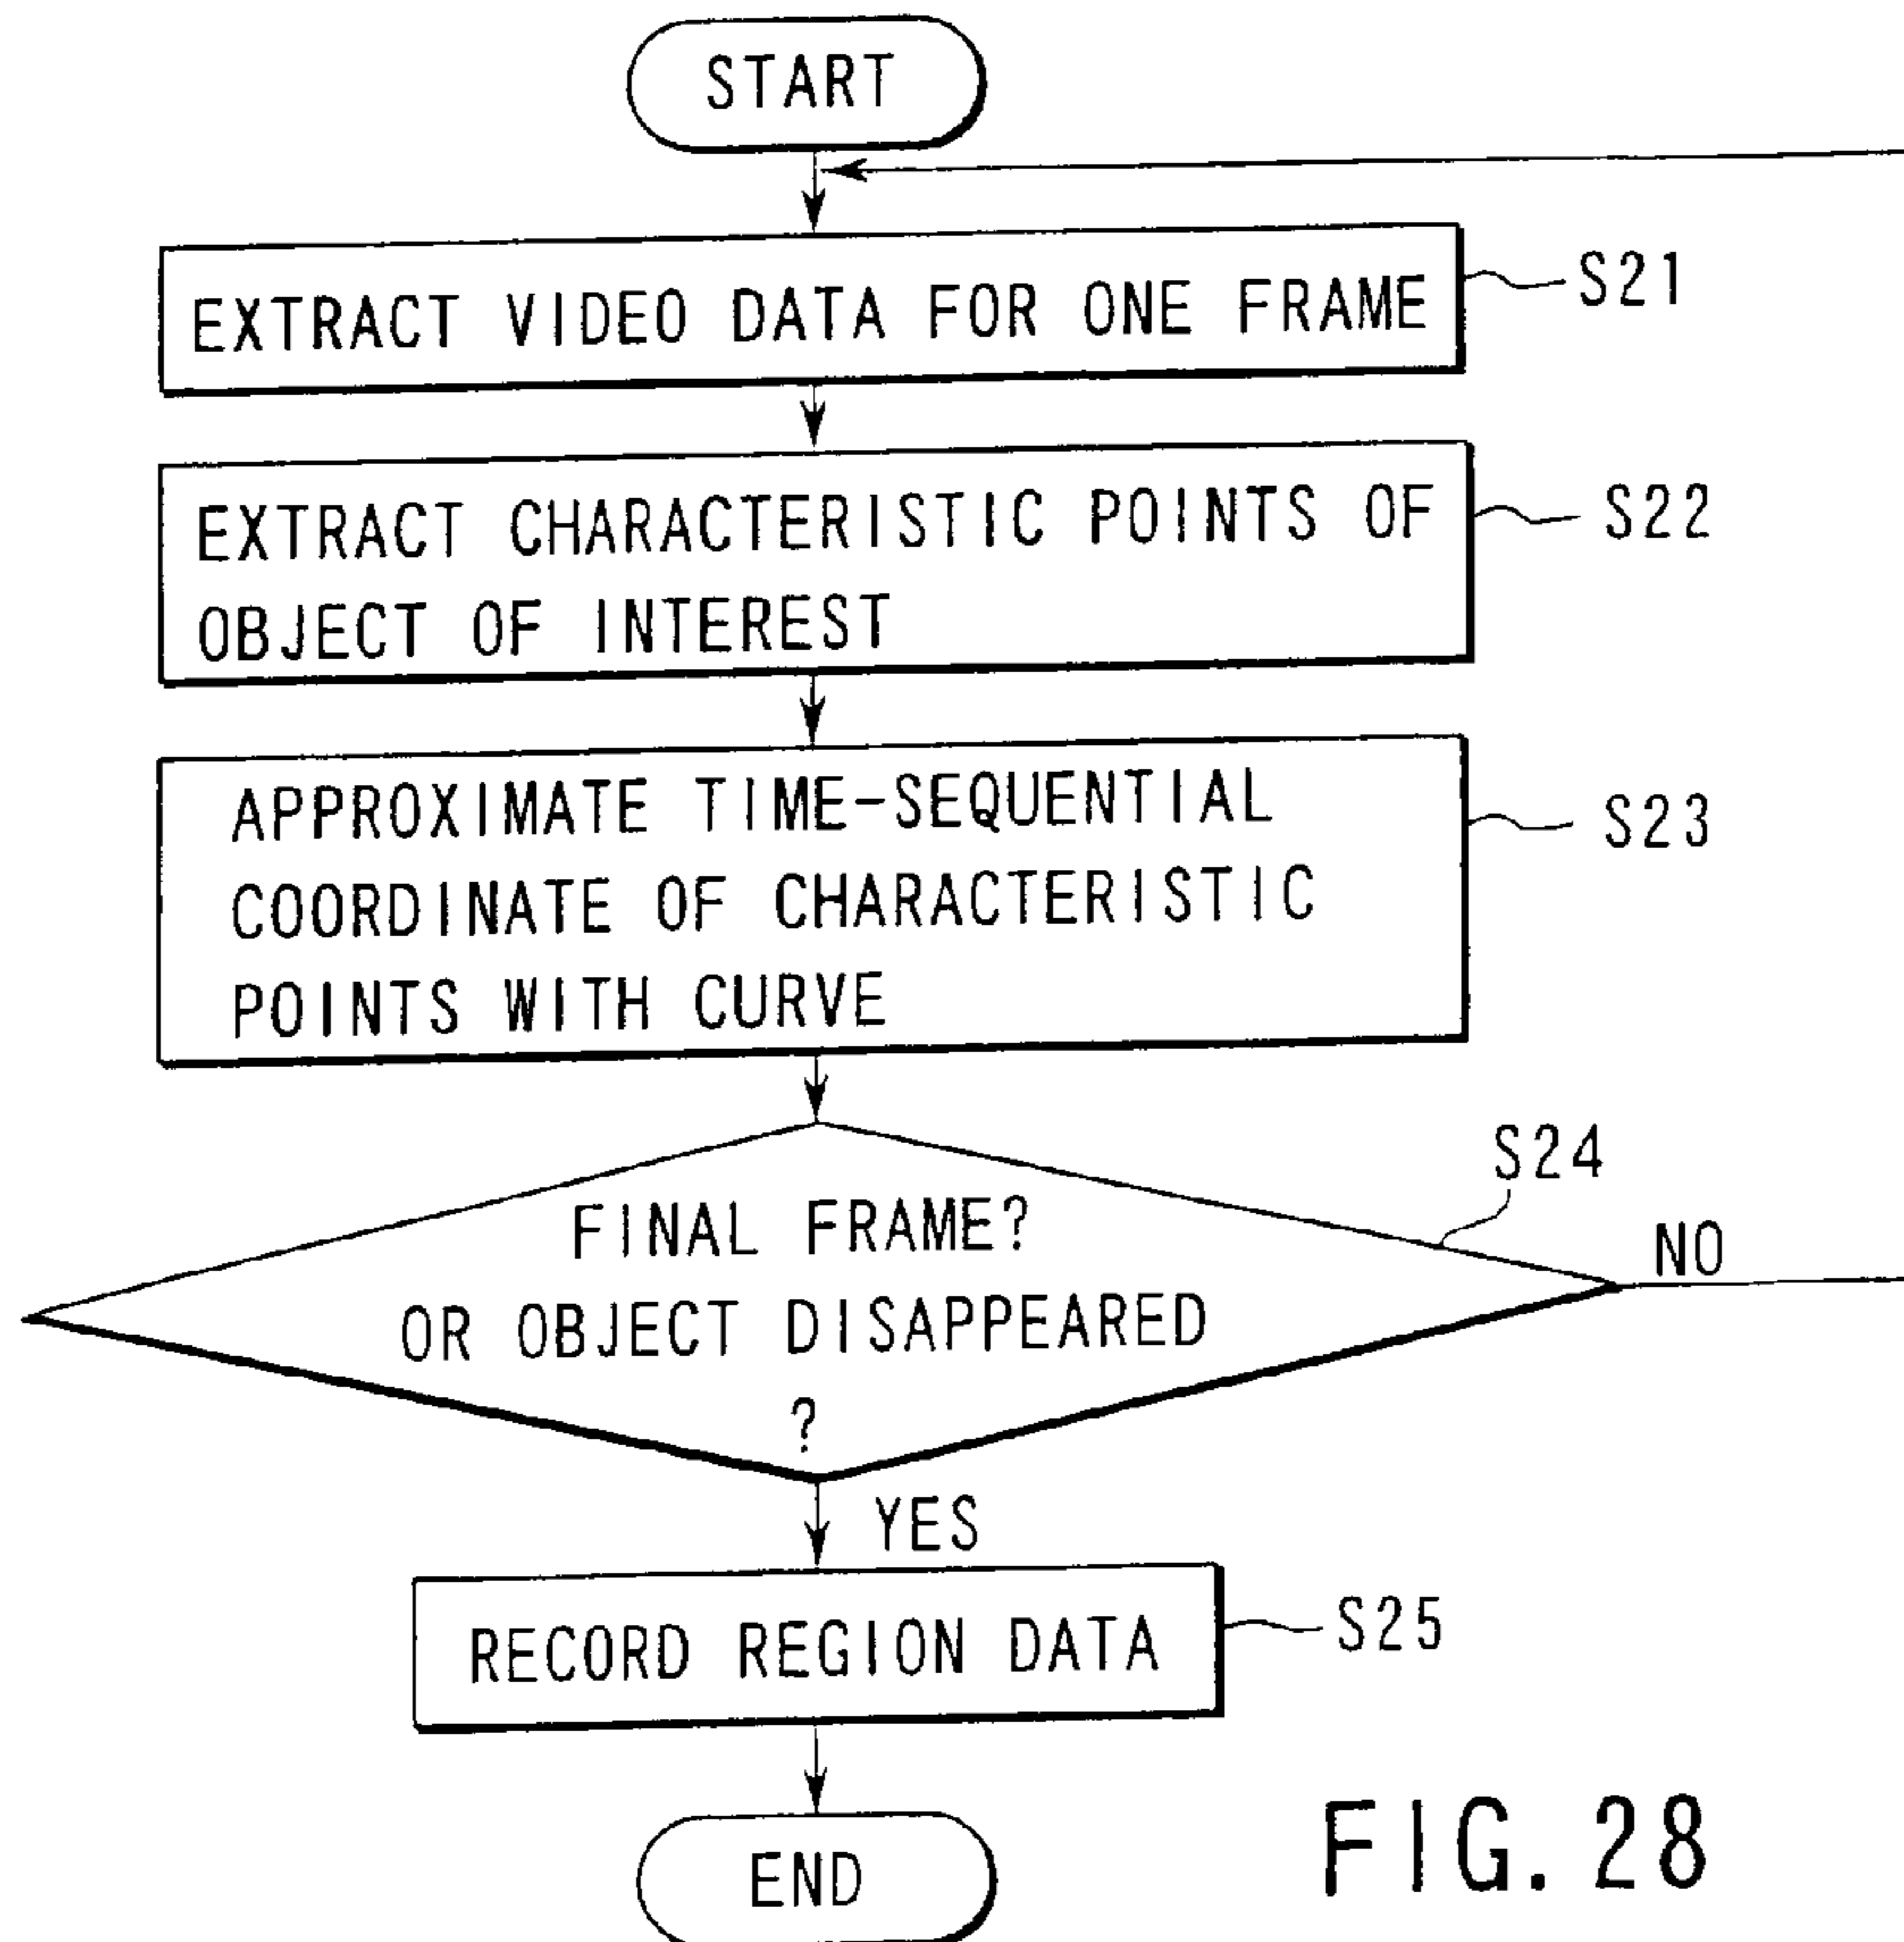 START
EXTRACT VIDEO DATA FOR ONE FRAME
S21
EXTRACT CHARACTERISTIC POINTS OF
OBJECT OF INTEREST
S22
APPROXIMATE TIME-SEQUENTIAL
COORDINATE OF CHARACTERISTIC
POINTS WITH CURVE
S23
S24
FINAL FRAME?
OR OBJECT DISAPPEARED
?
NO
YES
RECORD REGION DATA
S25
END
FIG. 28